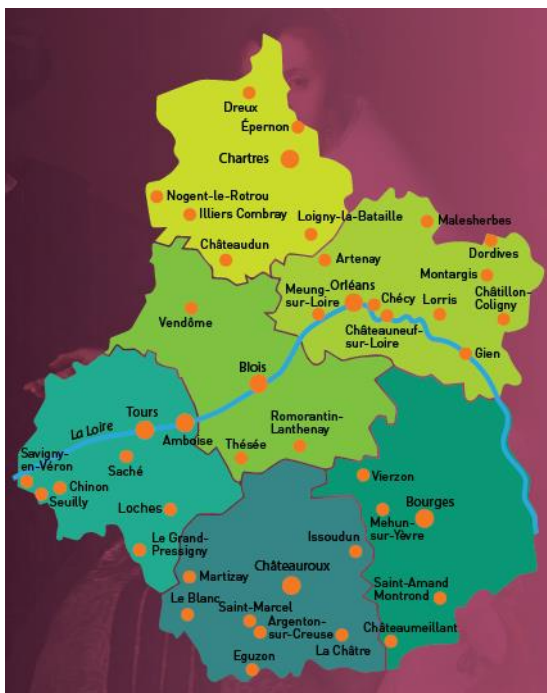 Dreux
Épernon
Chartres
Nogent-le-Rotrou
Illiers Combray
Loigny-la-Bataille
Malesherbes
Châteaudun
Artenay
Dordives
Montargis
Meung-
sur-Loire
Orléans
Chécy
Lorris
Châtillon-
Coligny
Châteauneuf-
sur-Loire
Vendôme
Gien
Blois
La Loire
Tours
Amboise
Thésée
Romorantin-
Lanthenay
Savigny-
en-Véron
Saché
Chinon
Seuilly
Vierzon
Loches
Bourges
Mehun-
sur-Yèvre
Le Grand-
Pressigny
Issoudun
Martizay
Châteauroux
Le Blanc
Saint-Marcel
Argenton-
sur-Creuse
Saint-Amand
Montrond
La Châtre
Châteaumeillant
Eguzon